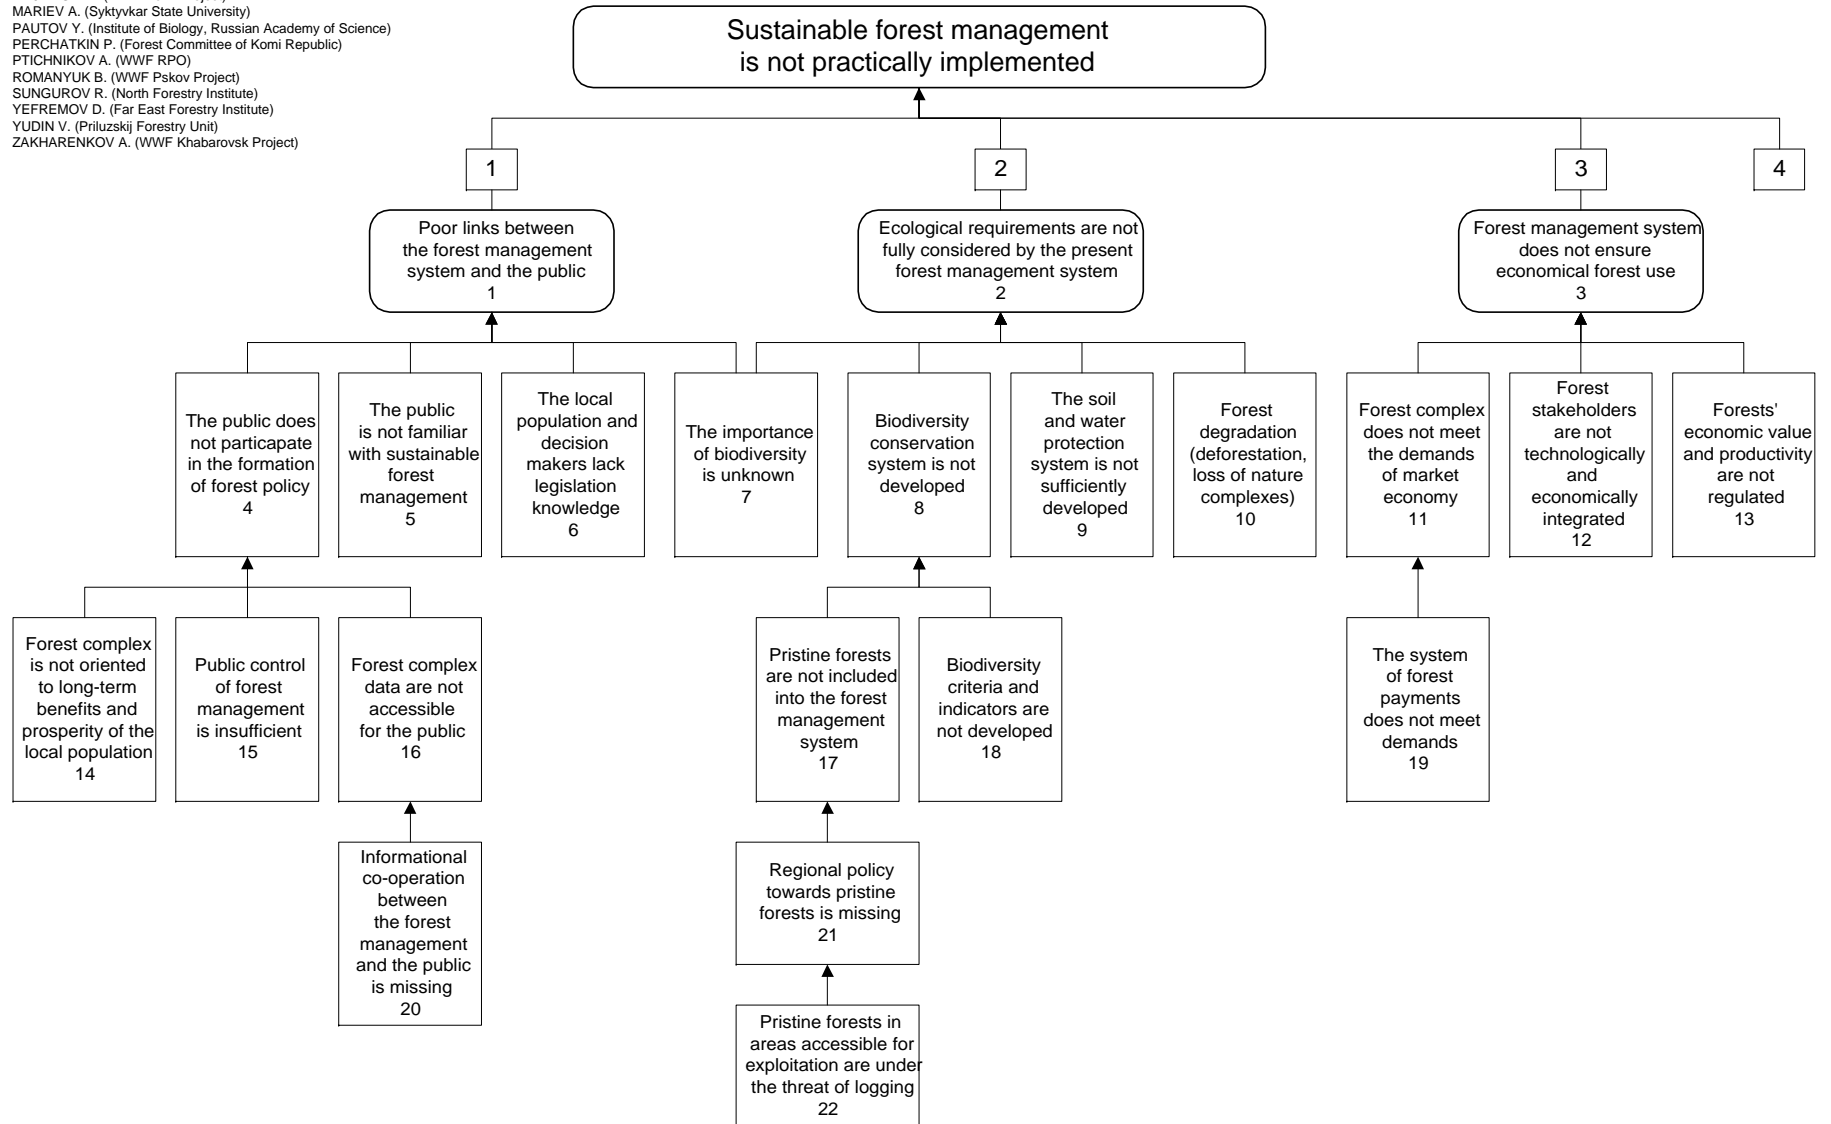 MARIEV A. (Syktyvkar State University)
PAUTOV Y. (Institute of Biology, Russian Academy of Science)
PERCHATKIN P. (Forest Committee of Komi Republic)
PTICHNIKOV A. (WWF RPO)
ROMANYUK B. (WWF Pskov Project)
SUNGUROV R. (North Forestry Institute)
YEFREMOV D. (Far East Forestry Institute)
YUDIN V. (Priluzskij Forestry Unit)
ZAKHARENKOV A. (WWF Khabarovsk Project)
Sustainable forest management
is not practically implemented
1
2
3
4
Poor links between
the forest management
system and the public
1
Ecological requirements are not
fully considered by the present
forest management system
2
Forest management system
does not ensure
economical forest use
3
The public does
not particapate
in the formation
of forest policy
4
The public
is not familiar
with sustainable
forest
management
5
The local
population and
decision
makers lack
legislation
knowledge
6
The importance
of biodiversity
is unknown
7
Biodiversity
conservation
system is not
developed
8
The soil
and water
protection
system is not
sufficiently
developed
9
Forest
degradation
(deforestation,
loss of nature
complexes)
10
Forest complex
does not meet
the demands
of market
economy
11
Forest
stakeholders
are not
technologically
and
economically
integrated
12
Forests'
economic value
and productivity
are not
regulated
13
Forest complex
is not oriented
to long-term
benefits and
prosperity of the
local population
14
Public control
of forest
management
is insufficient
15
Forest complex
data are not
accessible
for the public
16
Pristine forests
are not included
into the forest
management
system
17
Biodiversity
criteria and
indicators are
not developed
18
The system
of forest
payments
does not meet
demands
19
Informational
co-operation
between
the forest
management
and the public
is missing
20
Regional policy
towards pristine
forests is missing
21
Pristine forests in
areas accessible for
exploitation are under
the threat of logging
22